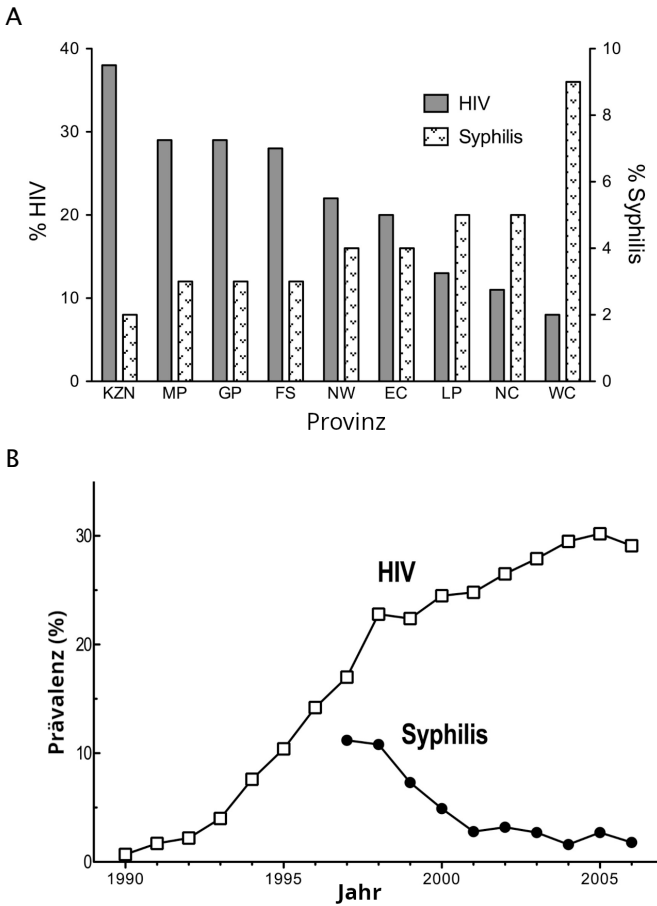 A
40
30
20
10
0
% HIV
HIV
Syphilis
10
8
6
4
2
0
% Syphilis
KZN MP GP FS NW EC LP NC WC
Provinz
B
30
20
10
0
Prävalenz (%)
HIV
Syphilis
1990 1995 2000 2005
Jahr